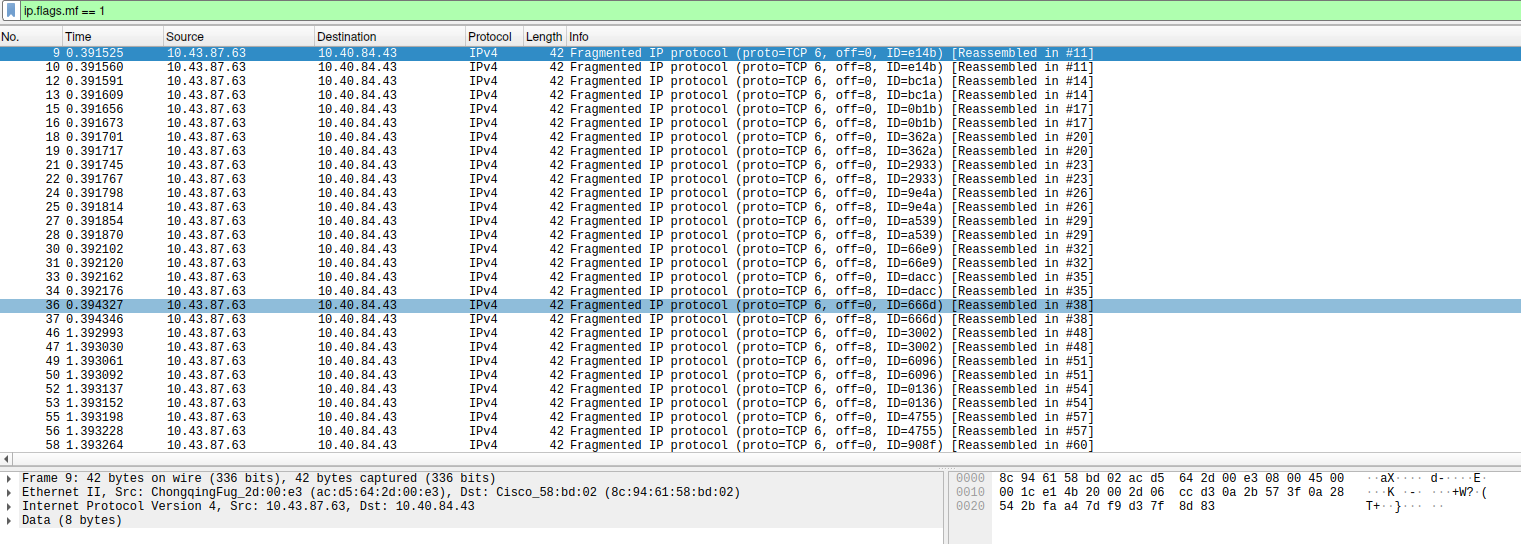 ip.flags.mf == 1
No. Time Source Destination Protocol Length Info
9 0.391525 10.43.87.63 10.40.84.43 IPv4 42 Fragmented IP protocol (proto=TCP 6, off=0, ID=e14b) [Reassembled in #11]
10 0.391560 10.43.87.63 10.40.84.43 IPv4 42 Fragmented IP protocol (proto=TCP 6, off=8, ID=e14b) [Reassembled in #11]
12 0.391591 10.43.87.63 10.40.84.43 IPv4 42 Fragmented IP protocol (proto=TCP 6, off=0, ID=bc1a) [Reassembled in #14]
13 0.391609 10.43.87.63 10.40.84.43 IPv4 42 Fragmented IP protocol (proto=TCP 6, off=8, ID=bc1a) [Reassembled in #14]
15 0.391656 10.43.87.63 10.40.84.43 IPv4 42 Fragmented IP protocol (proto=TCP 6, off=0, ID=0b1b) [Reassembled in #17]
16 0.391673 10.43.87.63 10.40.84.43 IPv4 42 Fragmented IP protocol (proto=TCP 6, off=8, ID=0b1b) [Reassembled in #17]
18 0.391701 10.43.87.63 10.40.84.43 IPv4 42 Fragmented IP protocol (proto=TCP 6, off=0, ID=362a) [Reassembled in #20]
19 0.391717 10.43.87.63 10.40.84.43 IPv4 42 Fragmented IP protocol (proto=TCP 6, off=8, ID=362a) [Reassembled in #20]
21 0.391745 10.43.87.63 10.40.84.43 IPv4 42 Fragmented IP protocol (proto=TCP 6, off=0, ID=2933) [Reassembled in #23]
22 0.391767 10.43.87.63 10.40.84.43 IPv4 42 Fragmented IP protocol (proto=TCP 6, off=8, ID=2933) [Reassembled in #23]
24 0.391798 10.43.87.63 10.40.84.43 IPv4 42 Fragmented IP protocol (proto=TCP 6, off=0, ID=9e4a) [Reassembled in #26]
25 0.391814 10.43.87.63 10.40.84.43 IPv4 42 Fragmented IP protocol (proto=TCP 6, off=8, ID=9e4a) [Reassembled in #26]
27 0.391854 10.43.87.63 10.40.84.43 IPv4 42 Fragmented IP protocol (proto=TCP 6, off=0, ID=a539) [Reassembled in #29]
28 0.391870 10.43.87.63 10.40.84.43 IPv4 42 Fragmented IP protocol (proto=TCP 6, off=8, ID=a539) [Reassembled in #29]
30 0.392102 10.43.87.63 10.40.84.43 IPv4 42 Fragmented IP protocol (proto=TCP 6, off=0, ID=66e9) [Reassembled in #32]
31 0.392120 10.43.87.63 10.40.84.43 IPv4 42 Fragmented IP protocol (proto=TCP 6, off=8, ID=66e9) [Reassembled in #32]
33 0.392162 10.43.87.63 10.40.84.43 IPv4 42 Fragmented IP protocol (proto=TCP 6, off=0, ID=dacc) [Reassembled in #35]
34 0.392176 10.43.87.63 10.40.84.43 IPv4 42 Fragmented IP protocol (proto=TCP 6, off=8, ID=dacc) [Reassembled in #35]
36 0.394327 10.43.87.63 10.40.84.43 IPv4 42 Fragmented IP protocol (proto=TCP 6, off=0, ID=666d) [Reassembled in #38]
37 0.394346 10.43.87.63 10.40.84.43 IPv4 42 Fragmented IP protocol (proto=TCP 6, off=8, ID=666d) [Reassembled in #38]
46 1.392993 10.43.87.63 10.40.84.43 IPv4 42 Fragmented IP protocol (proto=TCP 6, off=0, ID=3002) [Reassembled in #48]
47 1.393030 10.43.87.63 10.40.84.43 IPv4 42 Fragmented IP protocol (proto=TCP 6, off=8, ID=3002) [Reassembled in #48]
49 1.393061 10.43.87.63 10.40.84.43 IPv4 42 Fragmented IP protocol (proto=TCP 6, off=0, ID=6096) [Reassembled in #51]
50 1.393092 10.43.87.63 10.40.84.43 IPv4 42 Fragmented IP protocol (proto=TCP 6, off=8, ID=6096) [Reassembled in #51]
52 1.393137 10.43.87.63 10.40.84.43 IPv4 42 Fragmented IP protocol (proto=TCP 6, off=0, ID=0136) [Reassembled in #54]
53 1.393152 10.43.87.63 10.40.84.43 IPv4 42 Fragmented IP protocol (proto=TCP 6, off=8, ID=0136) [Reassembled in #54]
55 1.393198 10.43.87.63 10.40.84.43 IPv4 42 Fragmented IP protocol (proto=TCP 6, off=0, ID=4755) [Reassembled in #57]
56 1.393228 10.43.87.63 10.40.84.43 IPv4 42 Fragmented IP protocol (proto=TCP 6, off=8, ID=4755) [Reassembled in #57]
58 1.393264 10.43.87.63 10.40.84.43 IPv4 42 Fragmented IP protocol (proto=TCP 6, off=0, ID=908f) [Reassembled in #60]
Frame 9: 42 bytes on wire (336 bits), 42 bytes captured (336 bits)
Ethernet II, Src: ChongqingFug_2d:00:e3 (ac:d5:64:2d:00:e3), Dst: Cisco_58:bd:02 (8c:94:61:58:bd:02)
Internet Protocol Version 4, Src: 10.43.87.63, Dst: 10.40.84.43
Data (8 bytes)
0000 8c 94 61 58 bd 02 ac d5 64 2d 00 e3 08 00 45 00 ··aX···· d-····E·
0010 00 1c e1 4b 20 00 2d 06 cc d3 0a 2b 57 3f 0a 28 ···K ·-· ···+W?·(
0020 54 2b fa a4 7d f9 d3 7f 8d 83 T+··}··· ··